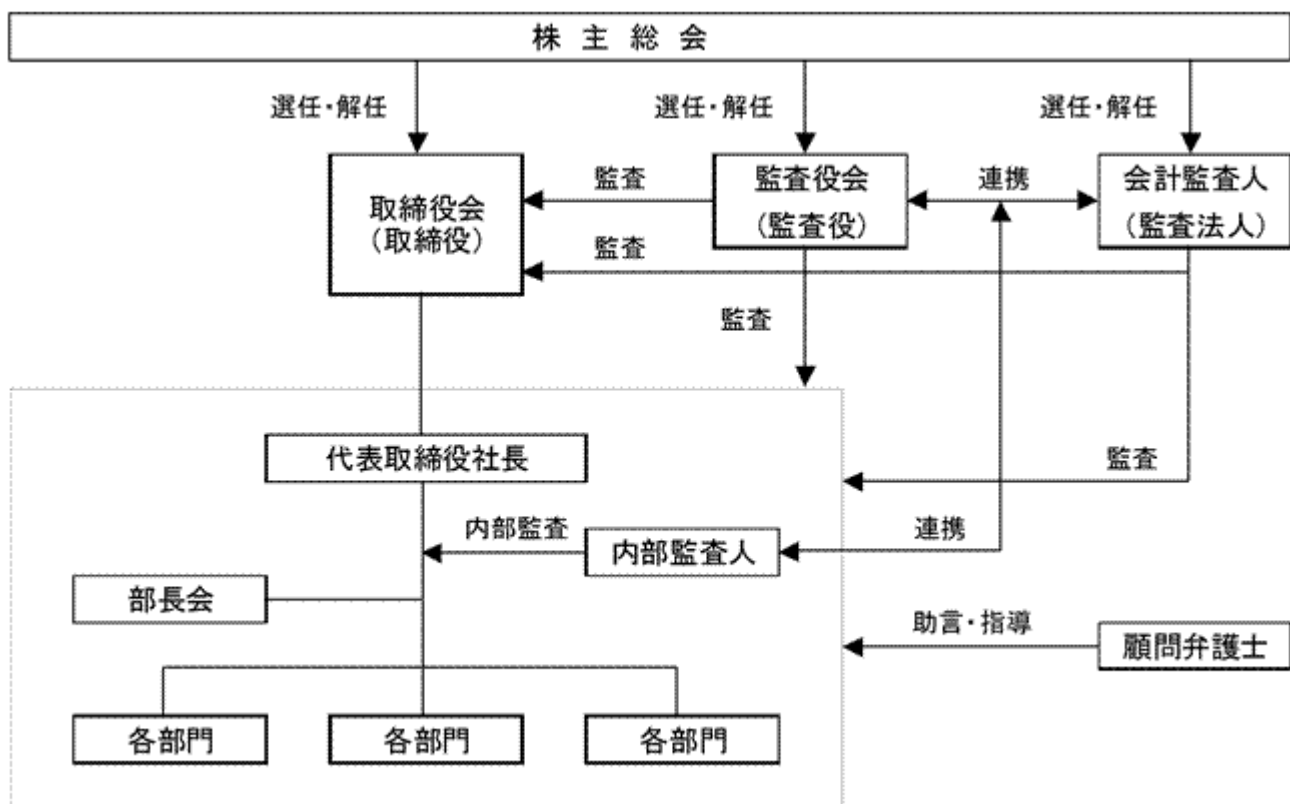 株主総会
選任・解任
選任・解任
選任・解任
取締役会
(取締役)
監査
監査役会
(監査役)
連携
会計監査人
(監査法人)
監査
監査
代表取締役社長
監査
内部監査
内部監査人
連携
部長会
助言・指導
顧問弁護士
各部門
各部門
各部門